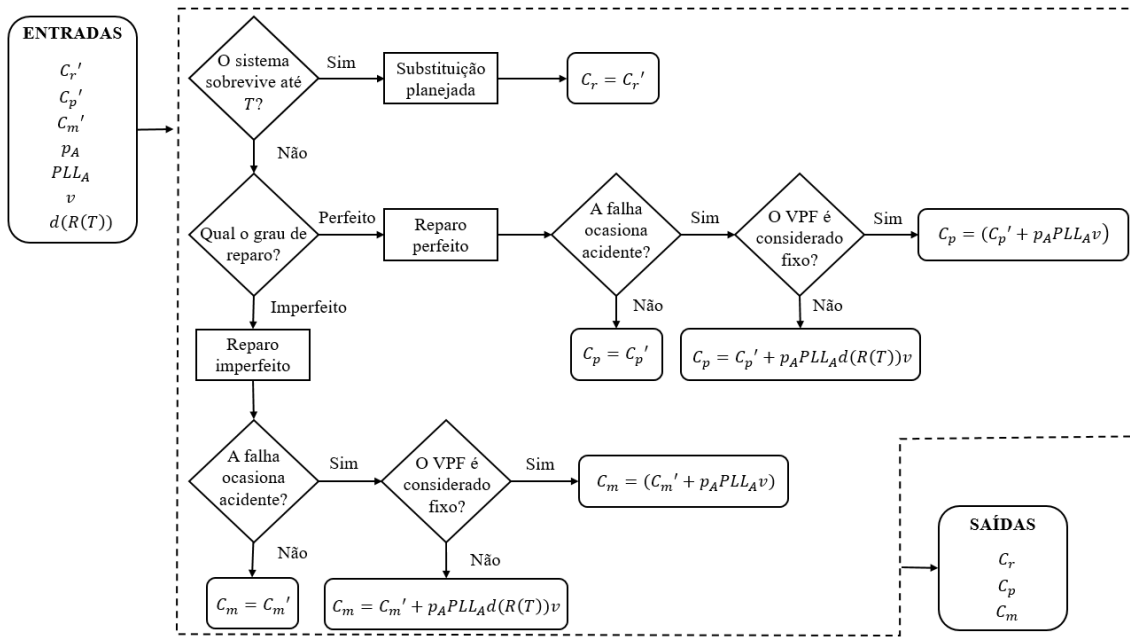 ENTRADAS
C_r′
C_p′
C_m′
p_A
PLL_A
v
d(R(T))
O sistema
sobrevive até
T?
Sim
Substituição
planejada
C_r = C_r′
Não
Qual o grau de
reparo?
Perfeito
Reparo
perfeito
A falha
ocasiona
acidente?
Sim
O VPF é
considerado
fixo?
Sim
C_p = (C_p′ + p_A PLL_A v)
Não
C_p = C_p′
Não
C_p = C_p′ + p_A PLL_A d(R(T))v
Imperfeito
Reparo
imperfeito
A falha
ocasiona
acidente?
Sim
O VPF é
considerado
fixo?
Sim
C_m = (C_m′ + p_A PLL_A v)
Não
C_m = C_m′
Não
C_m = C_m′ + p_A PLL_A d(R(T))v
SAÍDAS
C_r
C_p
C_m